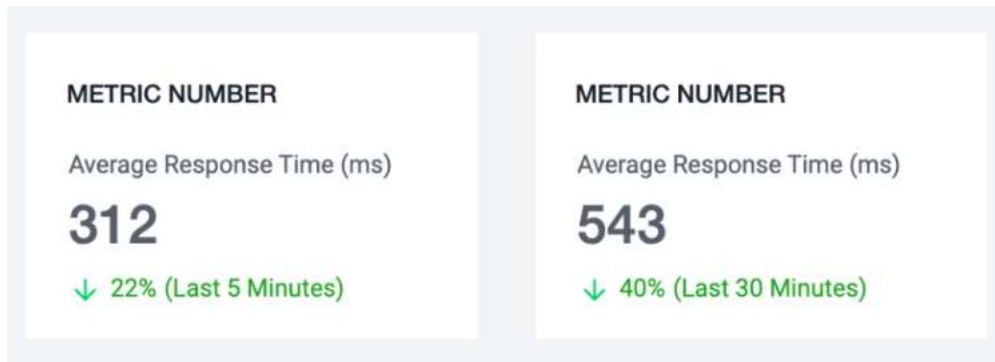 METRIC NUMBER
Average Response Time (ms)
312
↓ 22% (Last 5 Minutes)
METRIC NUMBER
Average Response Time (ms)
543
↓ 40% (Last 30 Minutes)